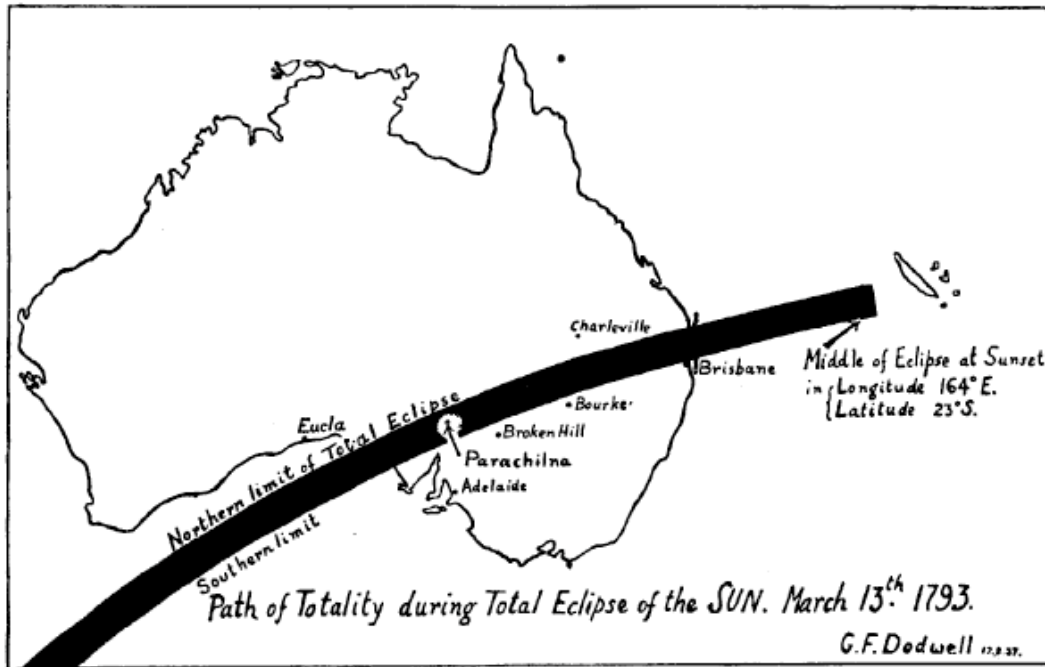 Charleville
Brisbane
Middle of Eclipse at Sunset
in { Longitude 164° E.
Latitude 23° S.
Bourke
Broken Hill
Eucla
Parachilna
Adelaide
Northern limit of Total Eclipse
Southern limit
Path of Totality during Total Eclipse of the SUN. March 13th. 1793.
G.F. Dodwell